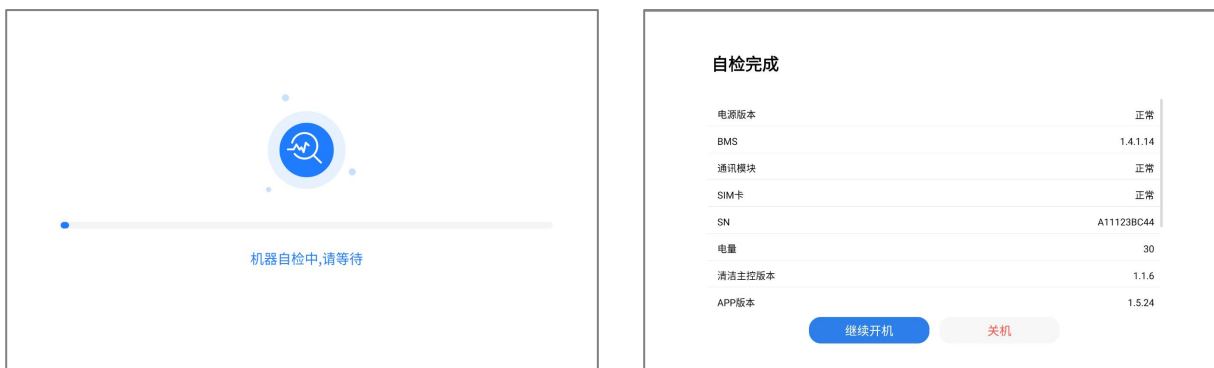 机器自检中,请等待
自检完成
电源版本 正常
BMS 1.4.1.14
通讯模块 正常
SIM卡 正常
SN A11123BC44
电量 30
清洁主控版本 1.1.6
APP版本 1.5.24
继续开机 关机